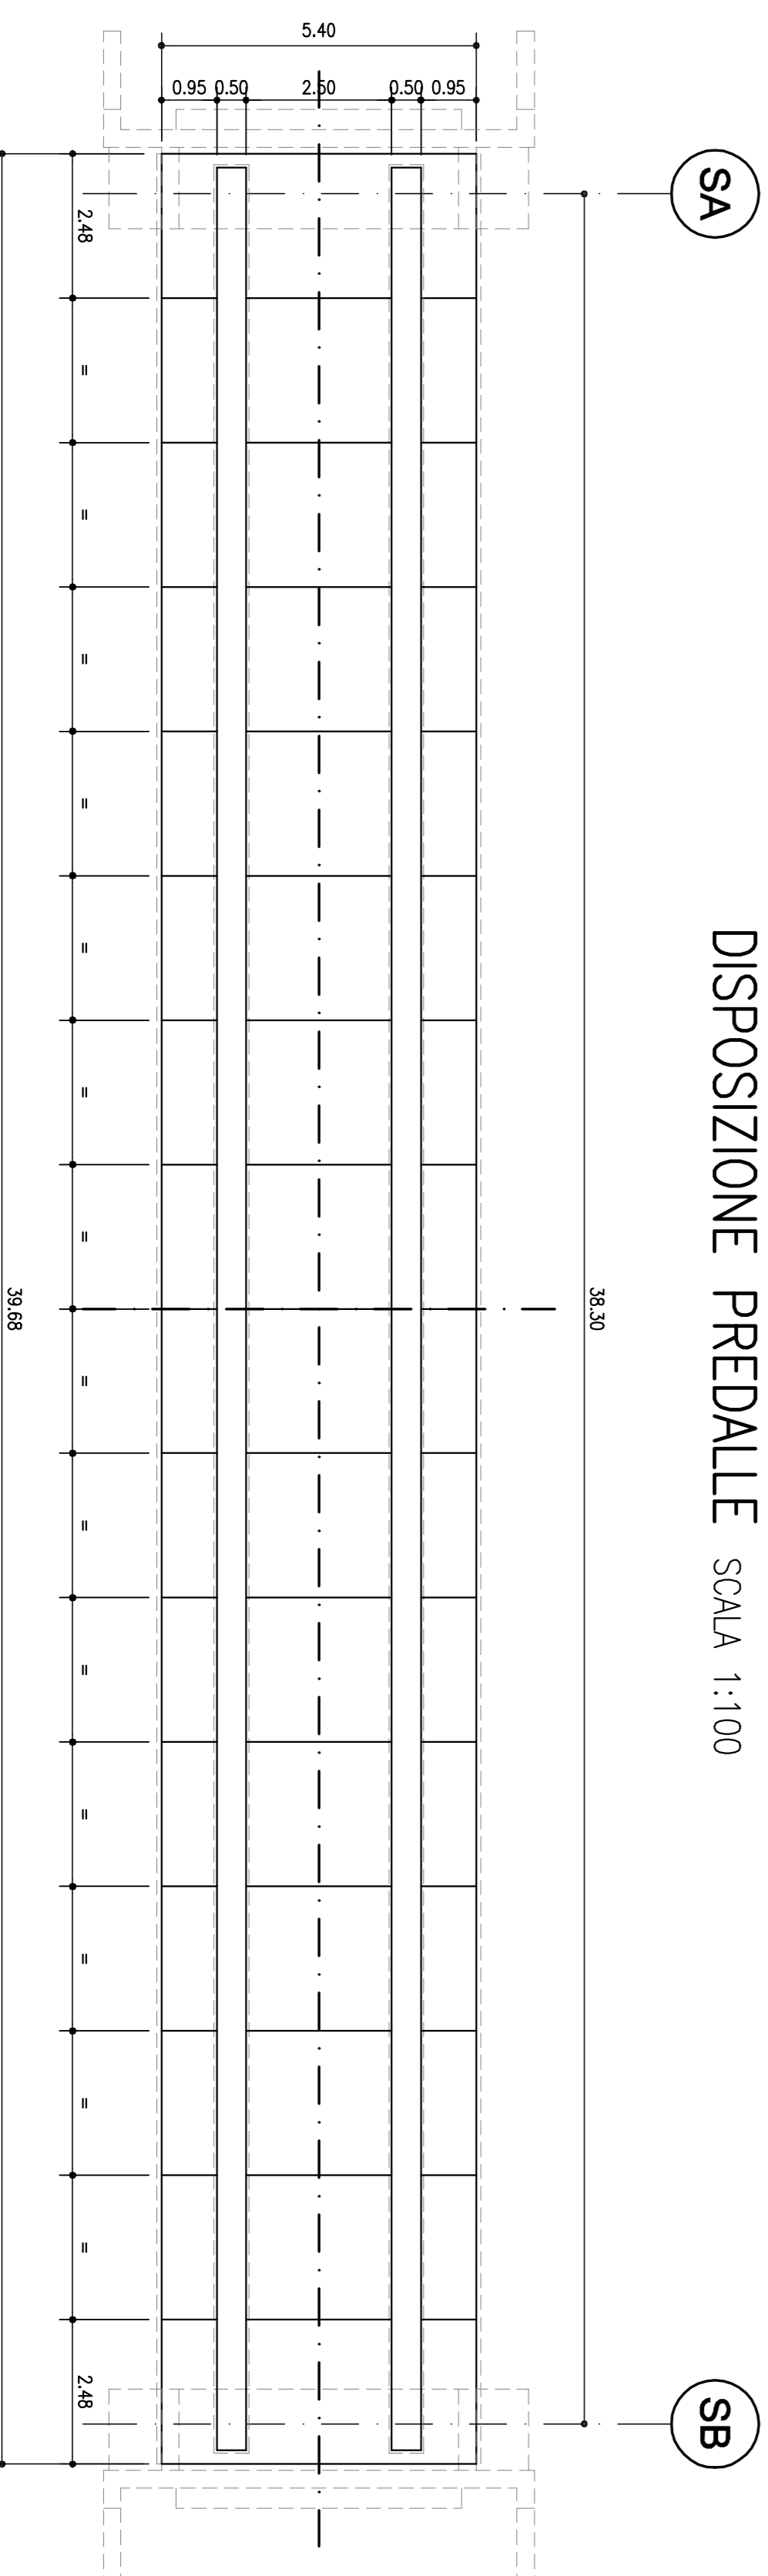 DISPOSIZIONE PREDALLE SCALA 1:100
SA
SB
38.30
5.40
0.95 0.50 2.50 0.50 0.95
2.48 = = = = = = = = = = = = = = 2.48
39.68